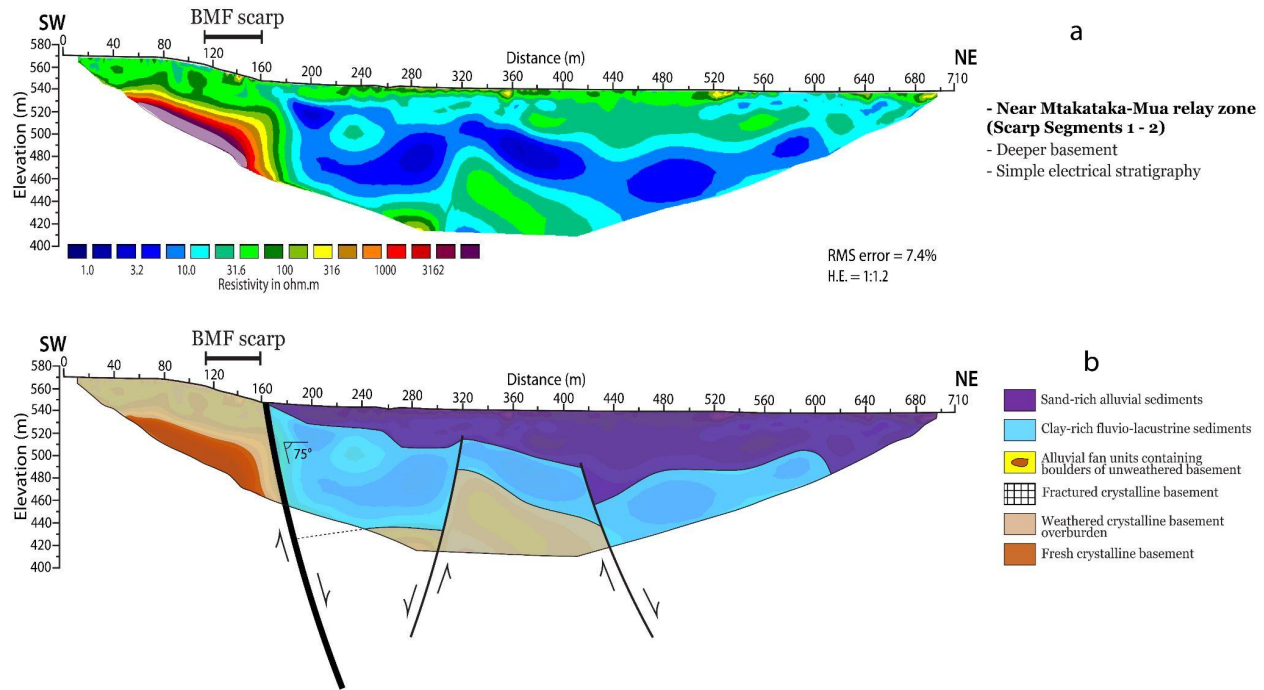 BMF scarp
a
SW
NE
580
560
540
520
500
480
460
440
420
400
Elevation (m)
Distance (m)
0 40 80 120 160 200 240 280 320 360 400 440 480 520 560 600 640 680 710
- Near Mtakataka-Mua relay zone
(Scarp Segments 1 - 2)
- Deeper basement
- Simple electrical stratigraphy
1.0 3.2 10.0 31.6 100 316 1000 3162
Resistivity in ohm.m
RMS error = 7.4%
H.E. = 1:1.2
BMF scarp
b
SW
NE
580
560
540
520
500
480
460
440
420
400
Elevation (m)
Distance (m)
0 40 80 120 160 200 240 280 320 360 400 440 480 520 560 600 640 680 710
75°
Sand-rich alluvial sediments
Clay-rich fluvio-lacustrine sediments
Alluvial fan units containing
boulders of unweathered basement
Fractured crystalline basement
Weathered crystalline basement
overburden
Fresh crystalline basement